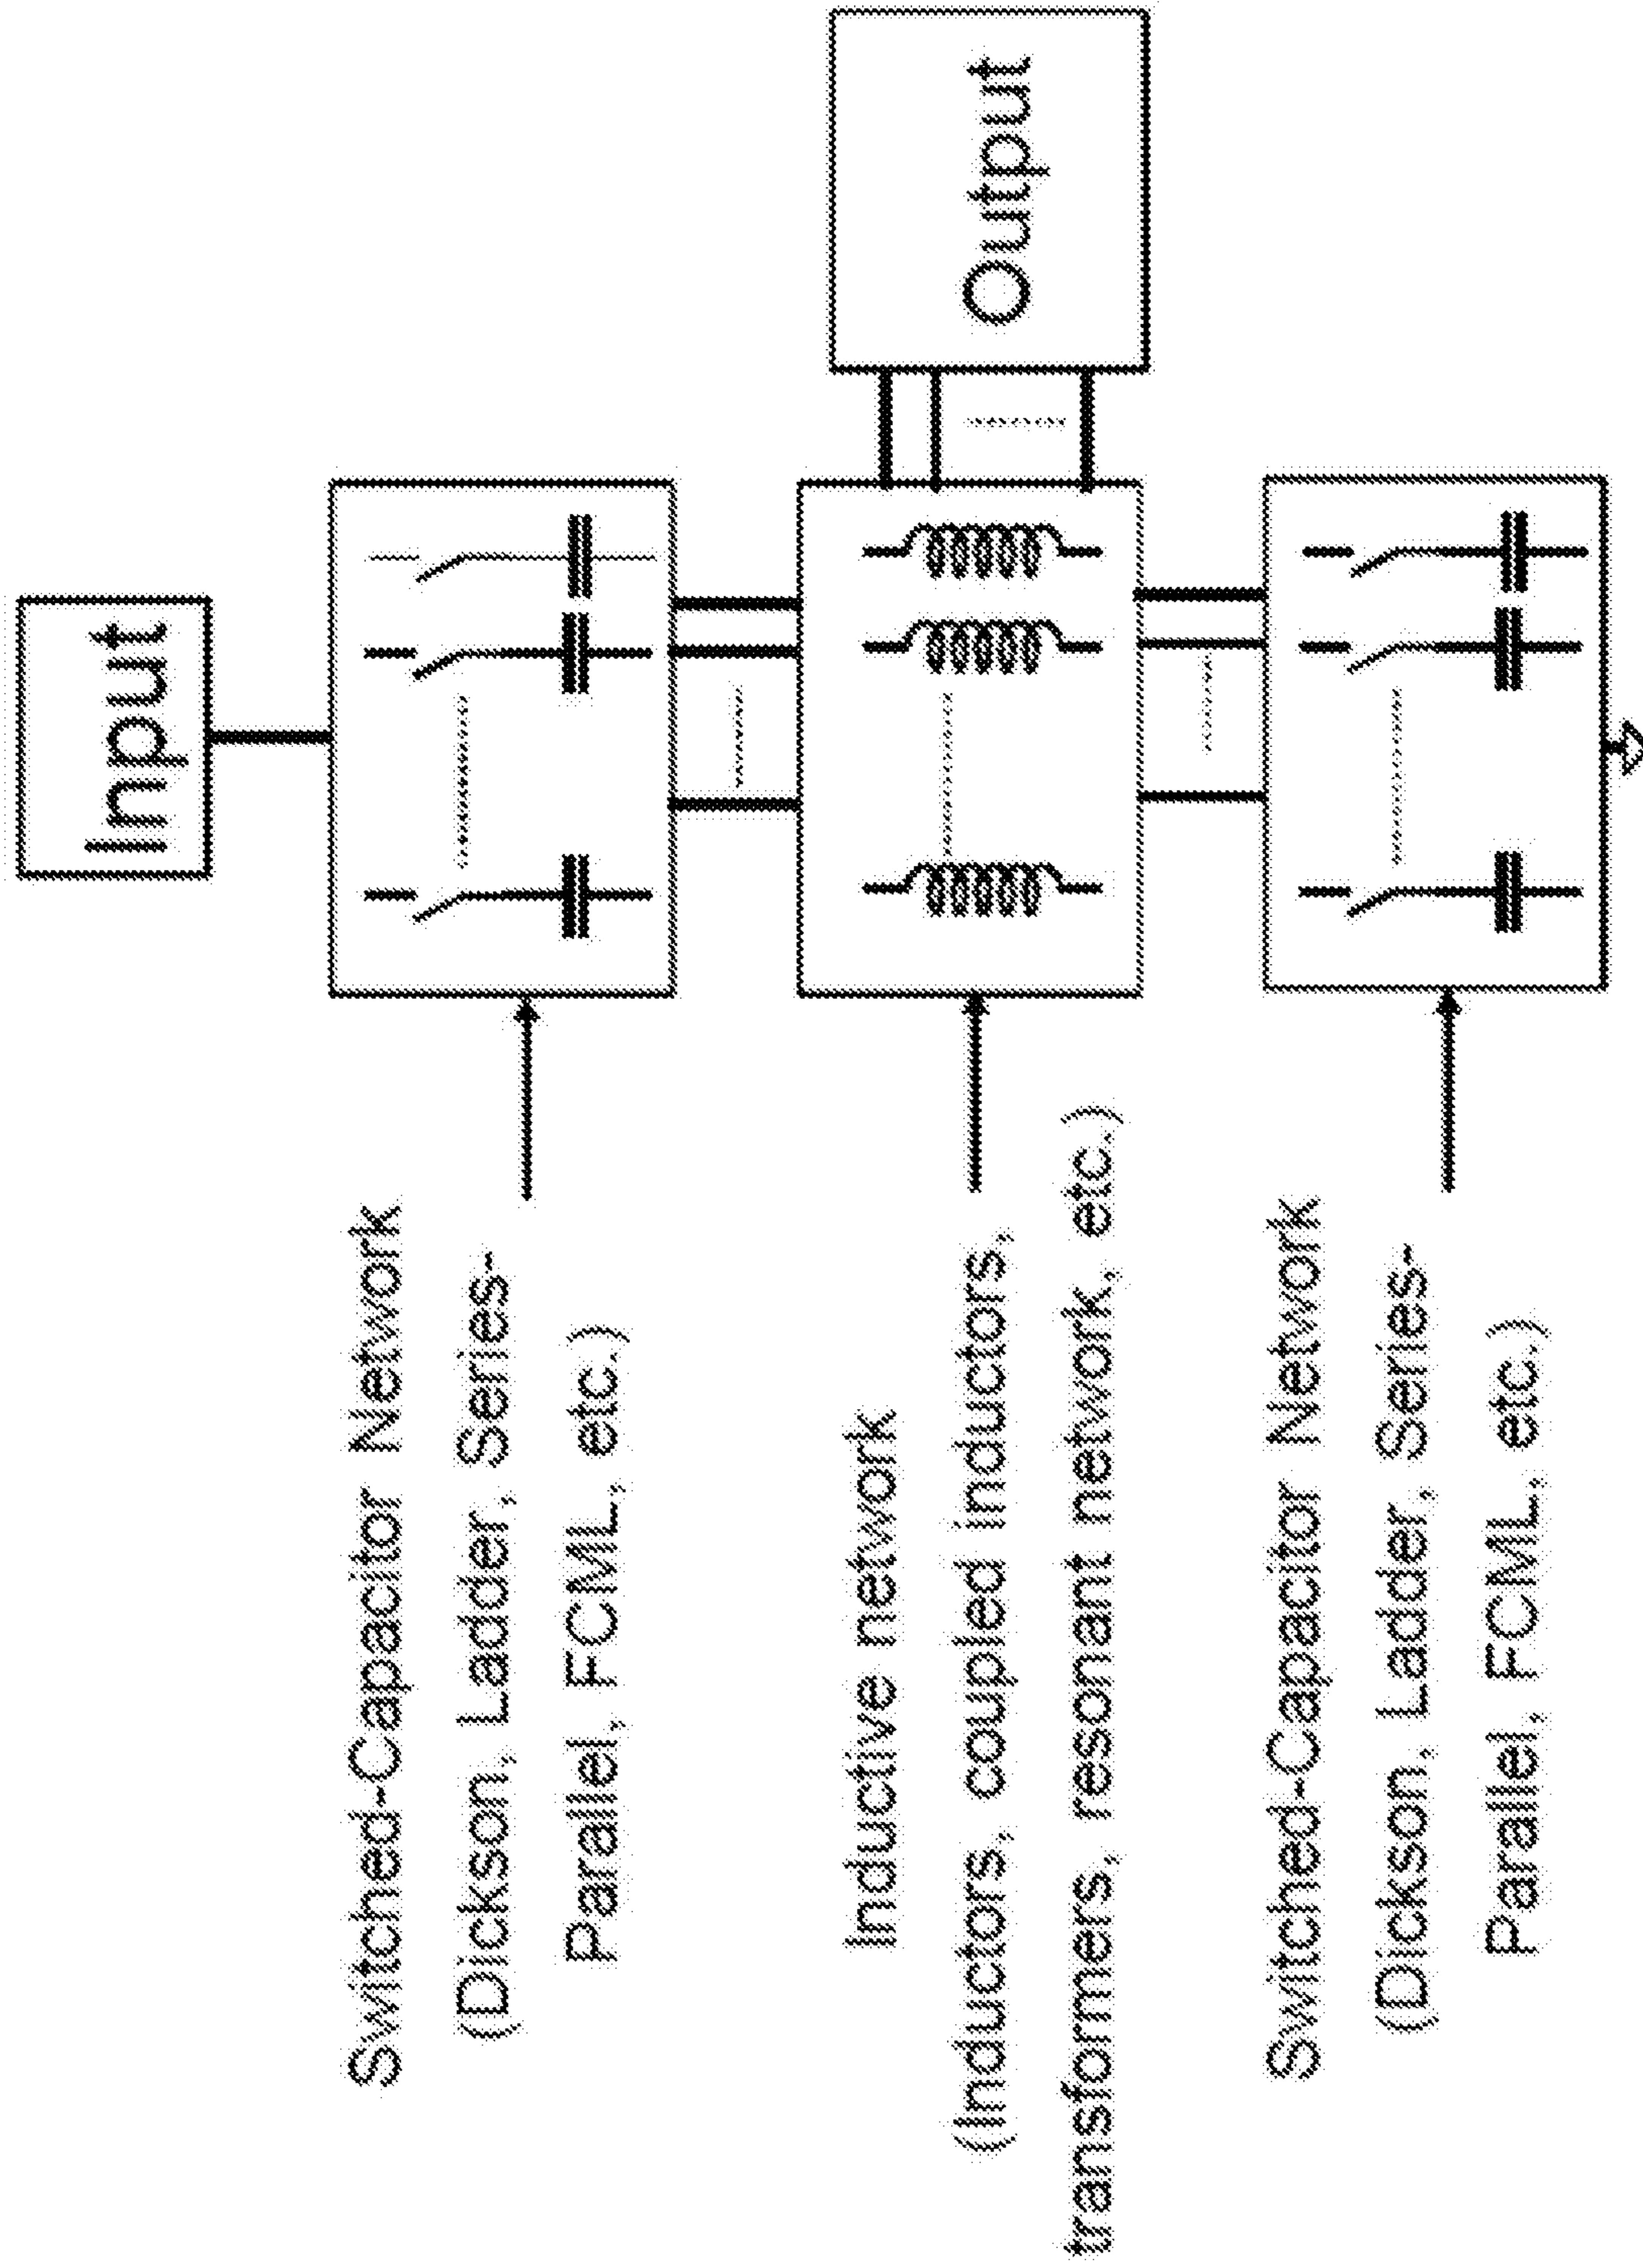 Input
Switched-Capacitor Network
(Dickson, Ladder, Series-
Parallel, FCML, etc.)
Inductive network
(Inductors, coupled inductors,
transformers, resonant network, etc.)
Output
Switched-Capacitor Network
(Dickson, Ladder, Series-
Parallel, FCML, etc.)